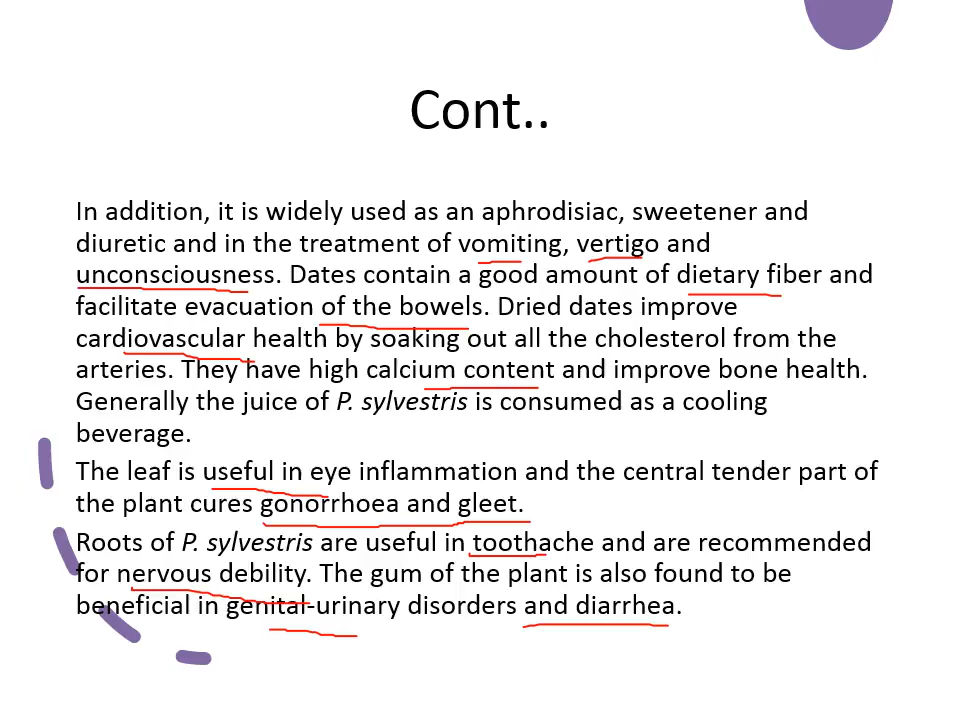 Cont..
In addition, it is widely used as an aphrodisiac, sweetener and
diuretic and in the treatment of vomiting, vertigo and
unconsciousness. Dates contain a good amount of dietary fiber and
facilitate evacuation of the bowels. Dried dates improve
cardiovascular health by soaking out all the cholesterol from the
arteries. They have high calcium content and improve bone health.
Generally the juice of P. sylvestris is consumed as a cooling
beverage.
The leaf is useful in eye inflammation and the central tender part of
the plant cures gonorrhoea and gleet.
Roots of P. sylvestris are useful in toothache and are recommended
for nervous debility. The gum of the plant is also found to be
beneficial in genital-urinary disorders and diarrhea.